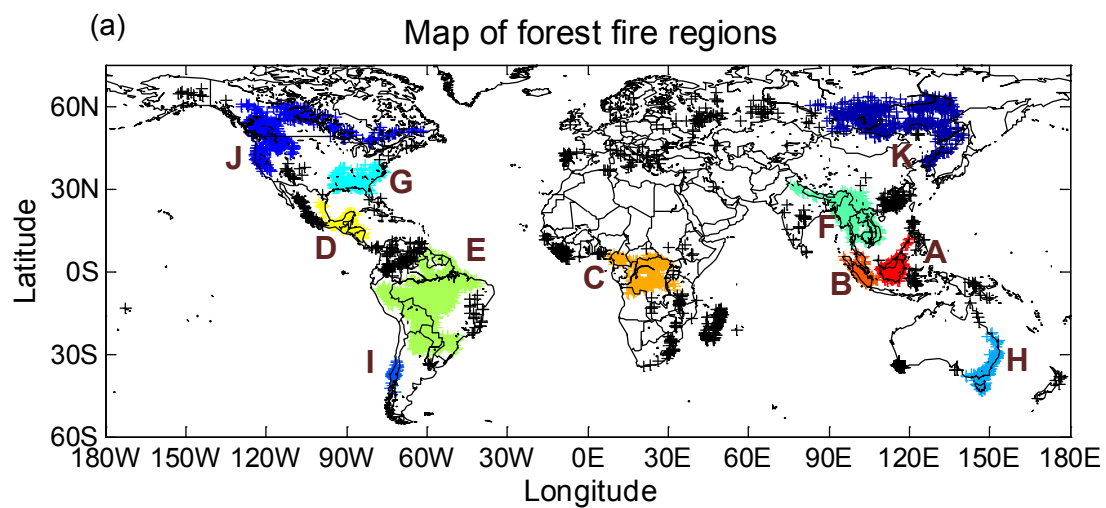 (a)
Map of forest fire regions
60N
30N
0S
30S
60S
Latitude
J
G
K
D
E
F
A
C
B
I
H
180W 150W 120W 90W 60W 30W 0E 30E 60E 90E 120E 150E 180E
Longitude